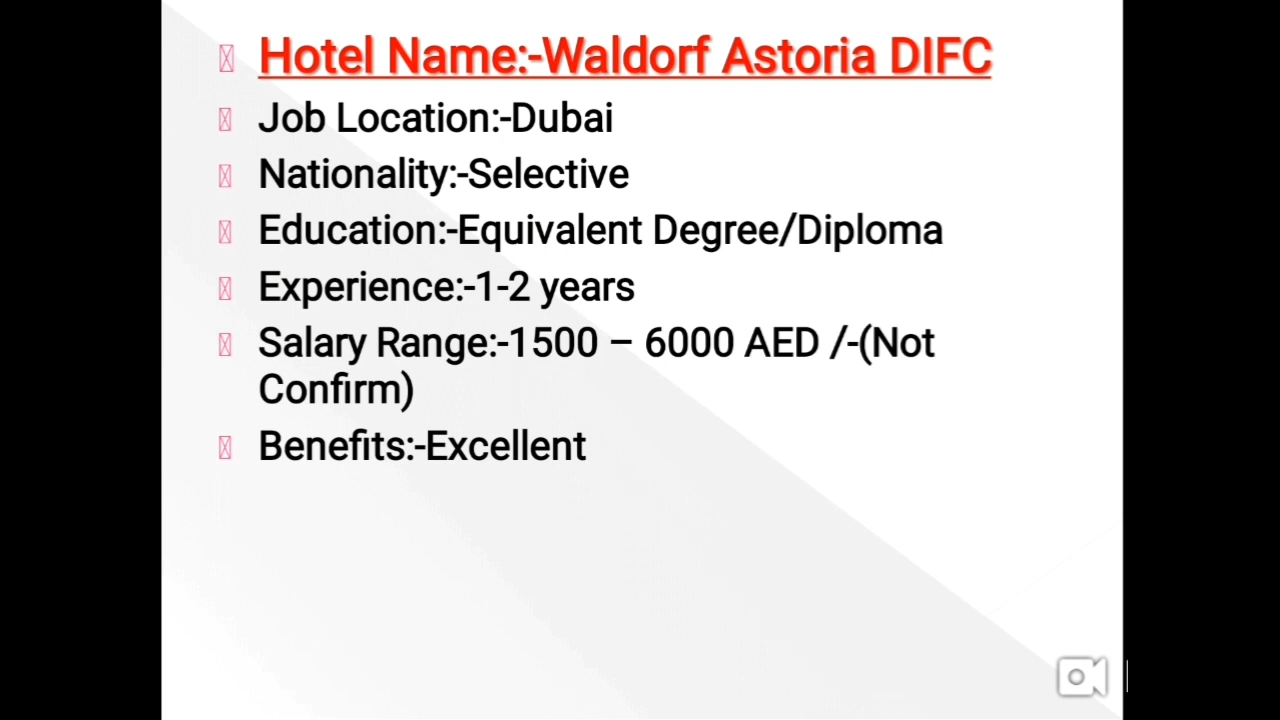 Hotel Name:-Waldorf Astoria DIFC
Job Location:-Dubai
Nationality:-Selective
Education:-Equivalent Degree/Diploma
Experience:-1-2 years
Salary Range:-1500 – 6000 AED /-(Not
Confirm)
Benefits:-Excellent